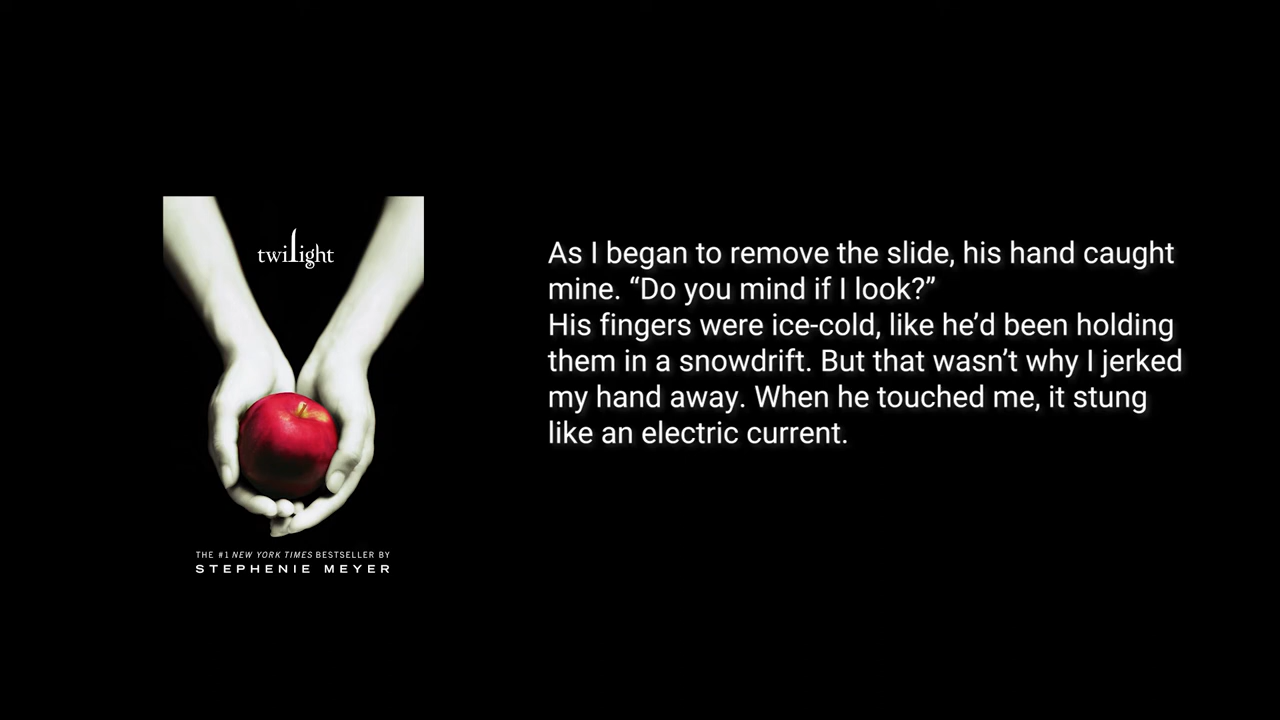 twilight
THE #1 NEW YORK TIMES BESTSELLER BY
STEPHENIE MEYER
As I began to remove the slide, his hand caught
mine. “Do you mind if I look?”
His fingers were ice-cold, like he’d been holding
them in a snowdrift. But that wasn’t why I jerked
my hand away. When he touched me, it stung
like an electric current.